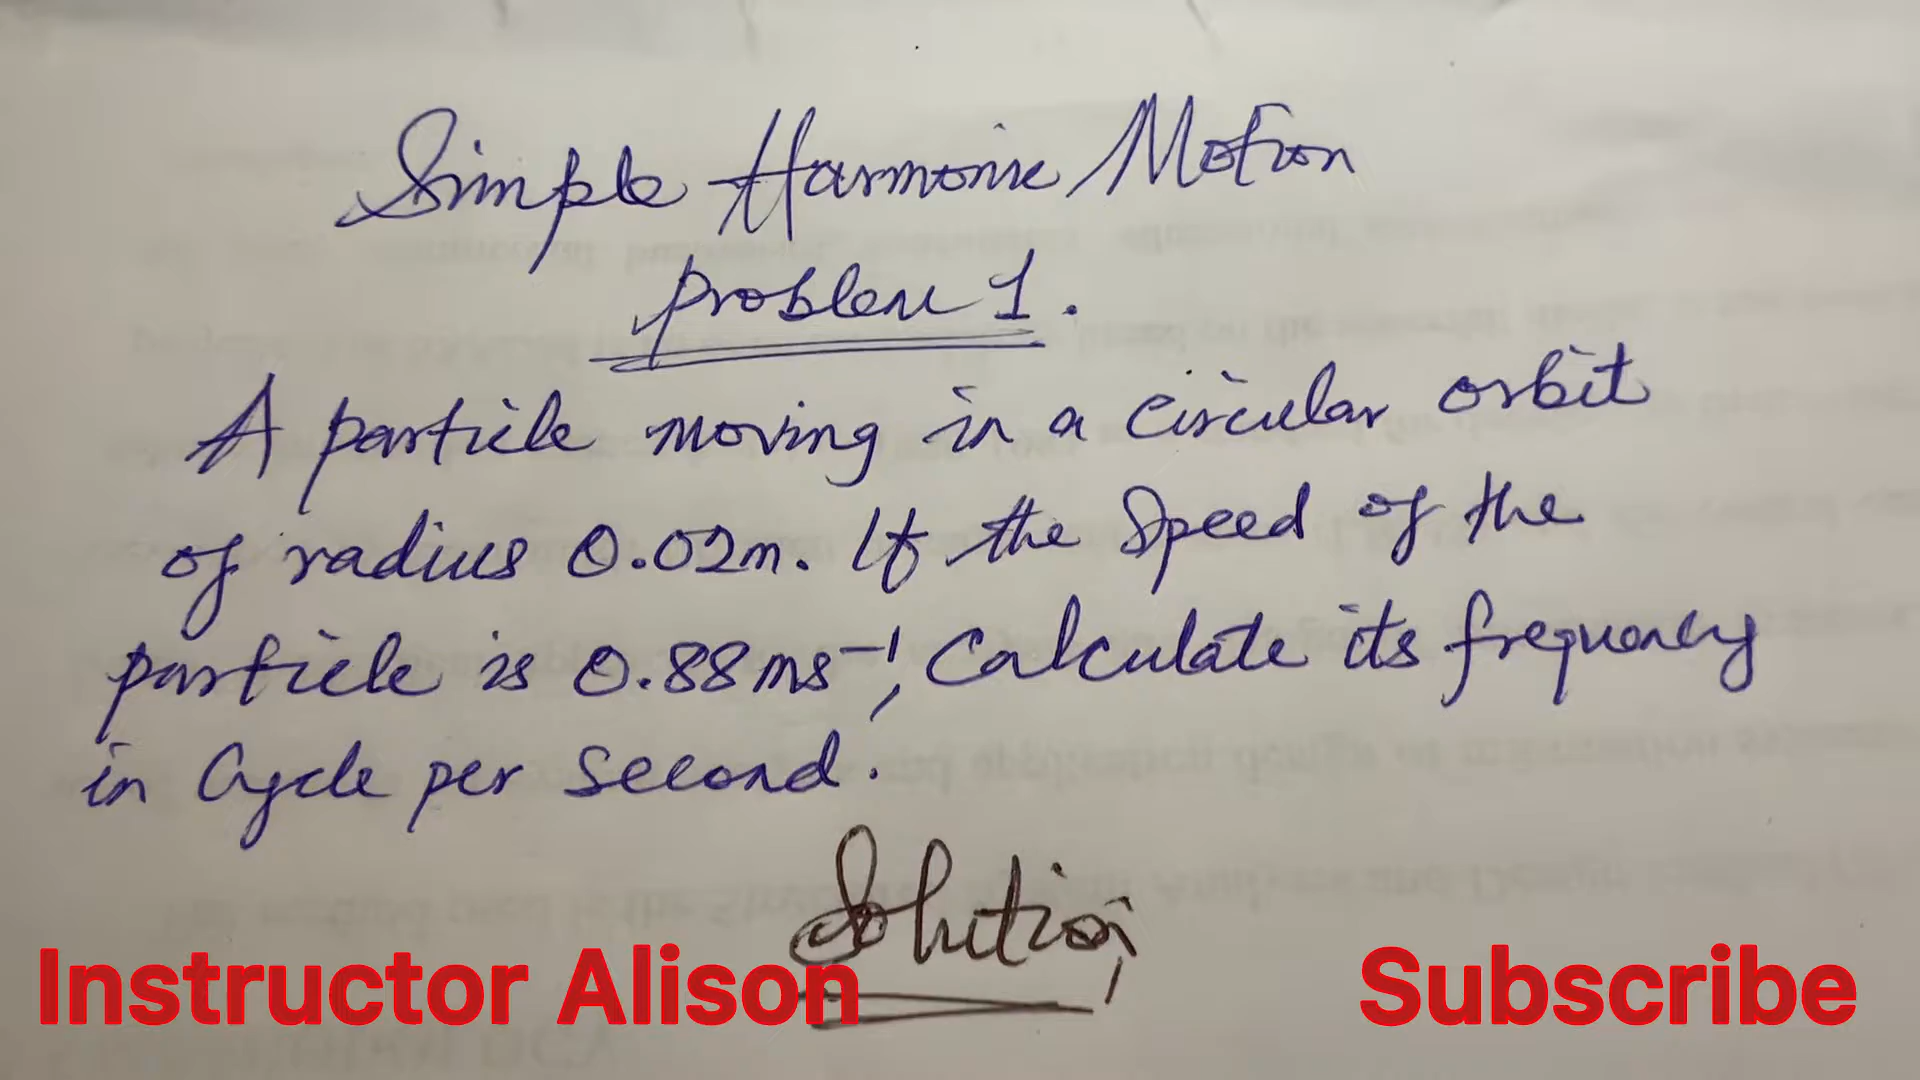 Simple Harmonic Motion
Problem 1.
A particle moving in a circular orbit
of radius 0.02m. If the speed of the
particle is 0.88ms⁻¹, Calculate its frequency
in Cycle per second.
Solution
Instructor Alison
Subscribe